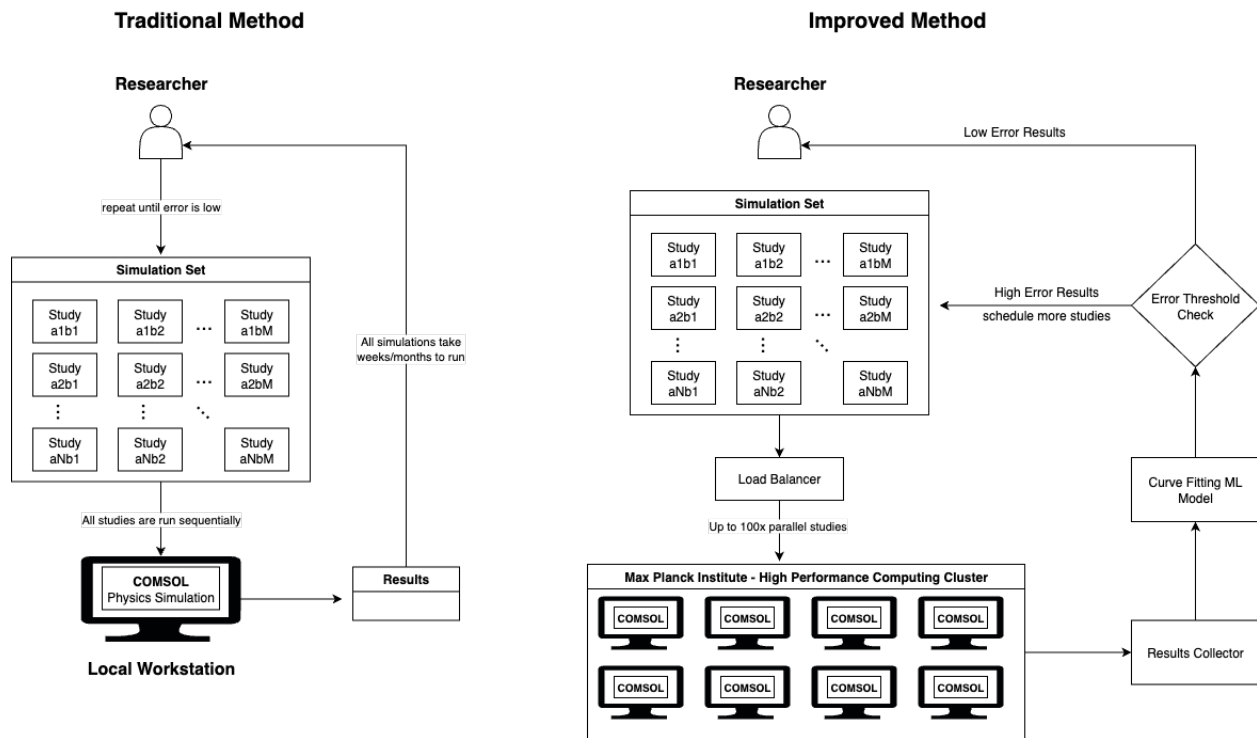 Traditional Method
Researcher
repeat until error is low
Simulation Set
Study
a1b1
Study
a1b2
...
Study
a1bM
Study
a2b1
Study
a2b2
...
Study
a2bM
Study
aNb1
Study
aNb2
Study
aNbM
All simulations take
weeks/months to run
All studies are run sequentially
COMSOL
Physics Simulation
Results
Local Workstation
Improved Method
Researcher
Low Error Results
Simulation Set
Study
a1b1
Study
a1b2
...
Study
a1bM
Study
a2b1
Study
a2b2
...
Study
a2bM
Study
aNb1
Study
aNb2
Study
aNbM
High Error Results
schedule more studies
Error Threshold
Check
Load Balancer
Curve Fitting ML
Model
Up to 100x parallel studies
Max Planck Institute - High Performance Computing Cluster
COMSOL
COMSOL
COMSOL
COMSOL
COMSOL
COMSOL
COMSOL
COMSOL
Results Collector